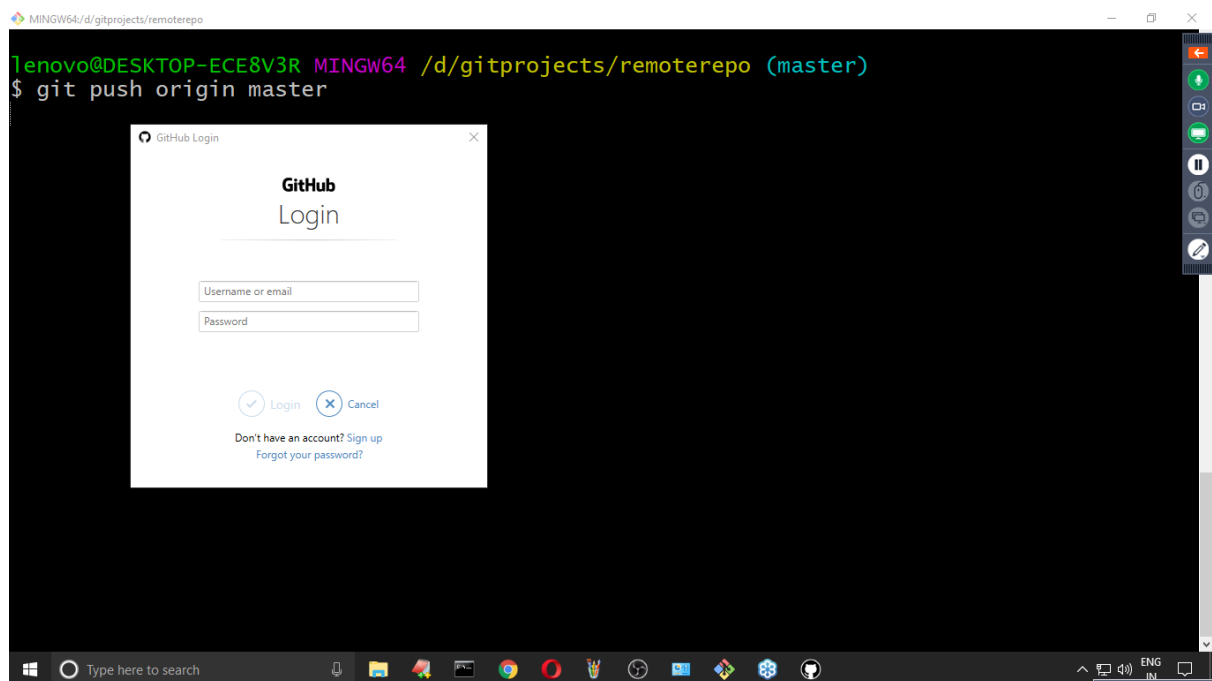 MINGW64:/d/gitprojects/remoterepo
lenovo@DESKTOP-ECE8V3R MINGW64 /d/gitprojects/remoterepo (master)
$ git push origin master
GitHub Login
GitHub
Login
Username or email
Password
Login Cancel
Don't have an account? Sign up
Forgot your password?
Type here to search
ENG
IN